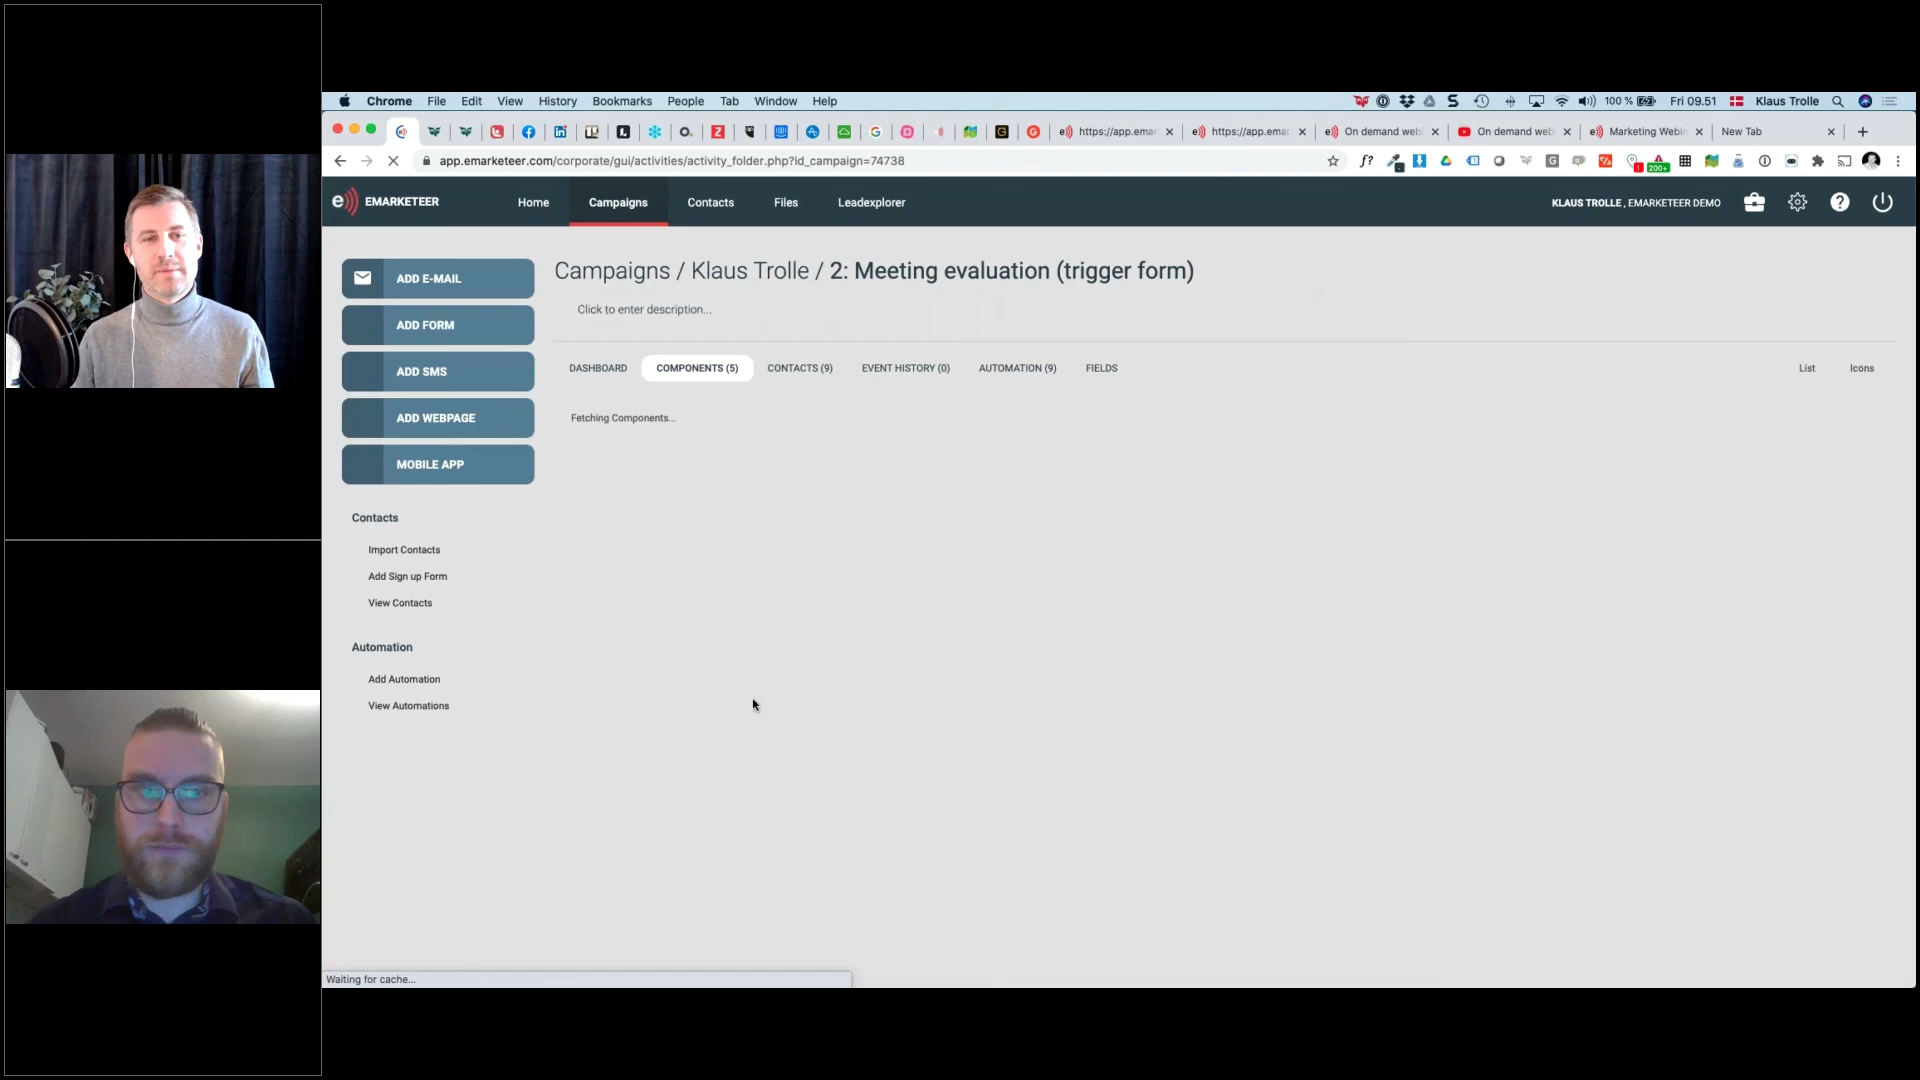 Chrome File Edit View History Bookmarks People Tab Window Help 100 % Fri 09.51 Klaus Trolle
https://app.emar https://app.emar On demand web On demand web Marketing Webin New Tab
app.emarketeer.com/corporate/gui/activities/activity_folder.php?id_campaign=74738 f? 200+
e EMARKETEER Home Campaigns Contacts Files Leadexplorer KLAUS TROLLE , EMARKETEER DEMO
ADD E-MAIL
ADD FORM
ADD SMS
ADD WEBPAGE
MOBILE APP
Contacts
Import Contacts
Add Sign up Form
View Contacts
Automation
Add Automation
View Automations
Campaigns / Klaus Trolle / 2: Meeting evaluation (trigger form)
Click to enter description...
DASHBOARD COMPONENTS (5) CONTACTS (9) EVENT HISTORY (0) AUTOMATION (9) FIELDS List Icons
Fetching Components...
Waiting for cache...